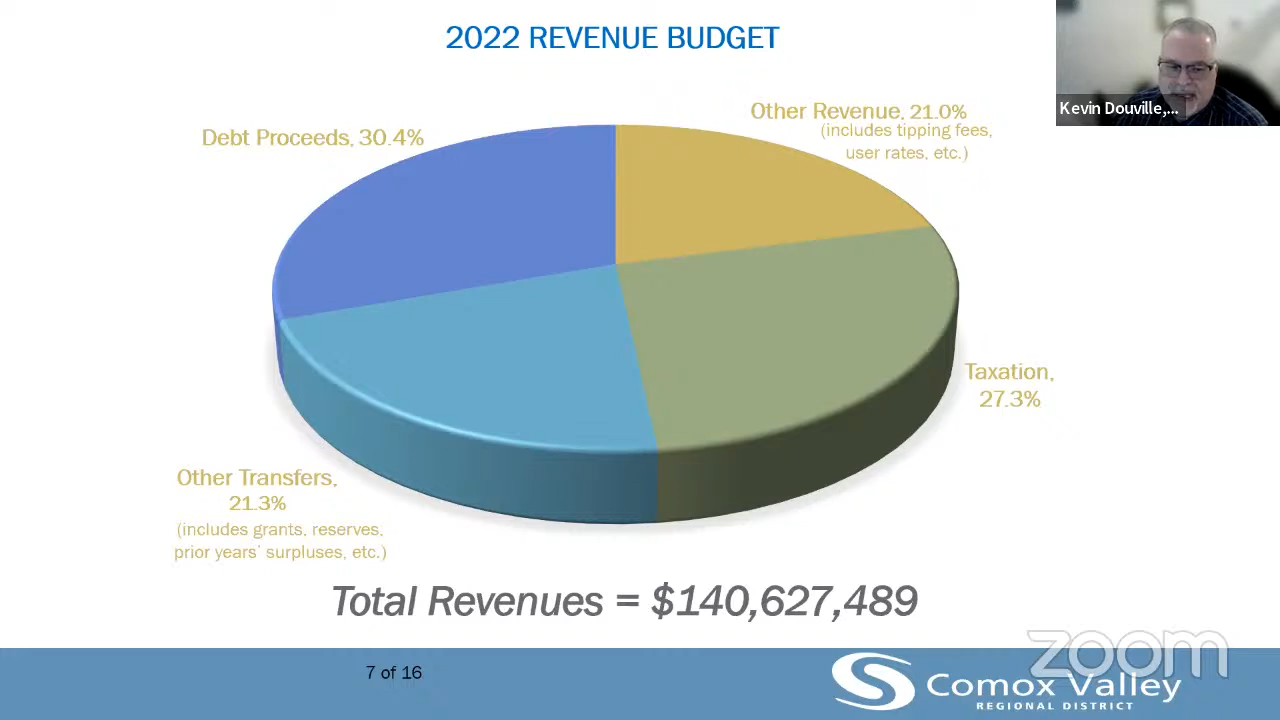 2022 REVENUE BUDGET
Kevin Douville,...
Other Revenue, 21.0%
(includes tipping fees,
user rates, etc.)
Debt Proceeds, 30.4%
Taxation,
27.3%
Other Transfers,
21.3%
(includes grants, reserves,
prior years' surpluses, etc.)
Total Revenues = $140,627,489
zoom
7 of 16
Comox Valley
REGIONAL DISTRICT